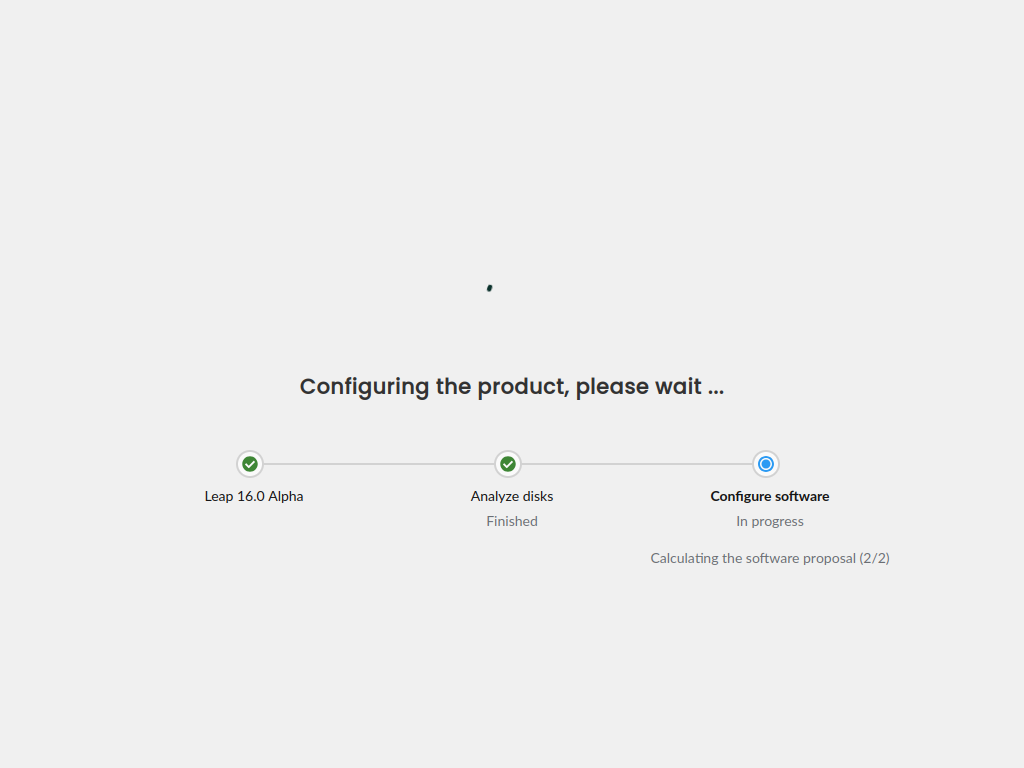 Configuring the product, please wait ...
Leap 16.0 Alpha
Analyze disks
Finished
Configure software
In progress
Calculating the software proposal (2/2)